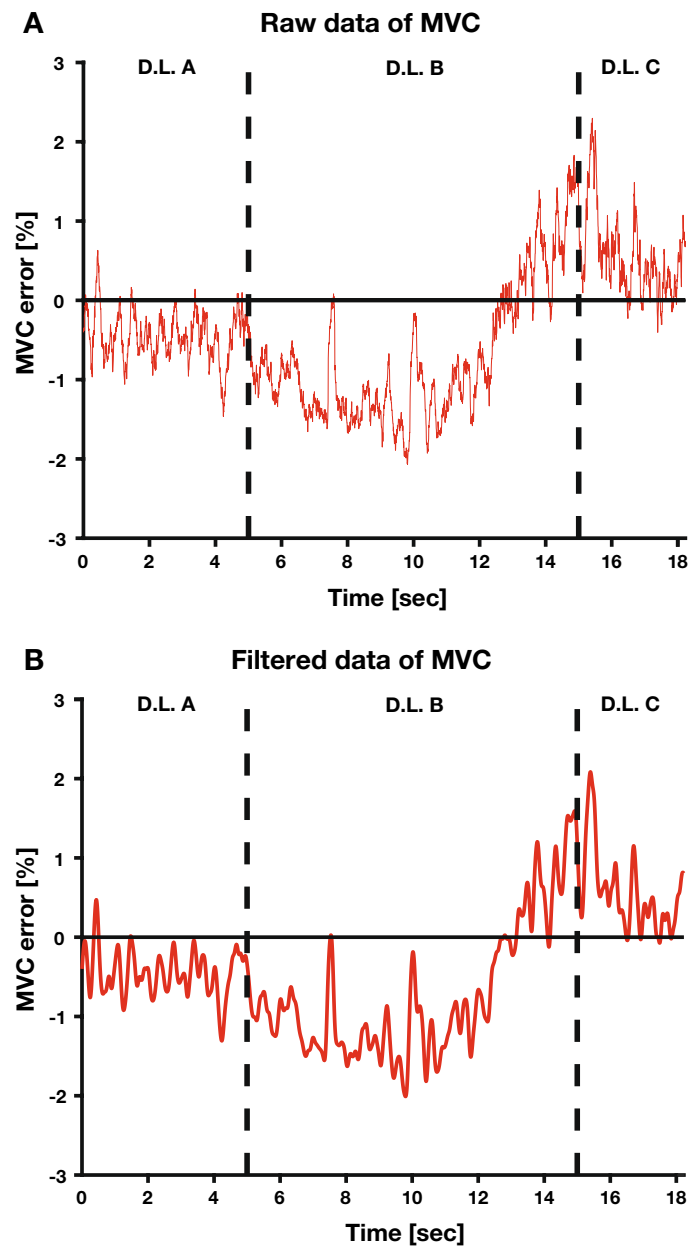 A
Raw data of MVC
D.L. A
D.L. B
D.L. C
3
2
1
0
-1
-2
-3
MVC error [%]
0 2 4 6 8 10 12 14 16 18
Time [sec]
B
Filtered data of MVC
D.L. A
D.L. B
D.L. C
3
2
1
0
-1
-2
-3
MVC error [%]
0 2 4 6 8 10 12 14 16 18
Time [sec]